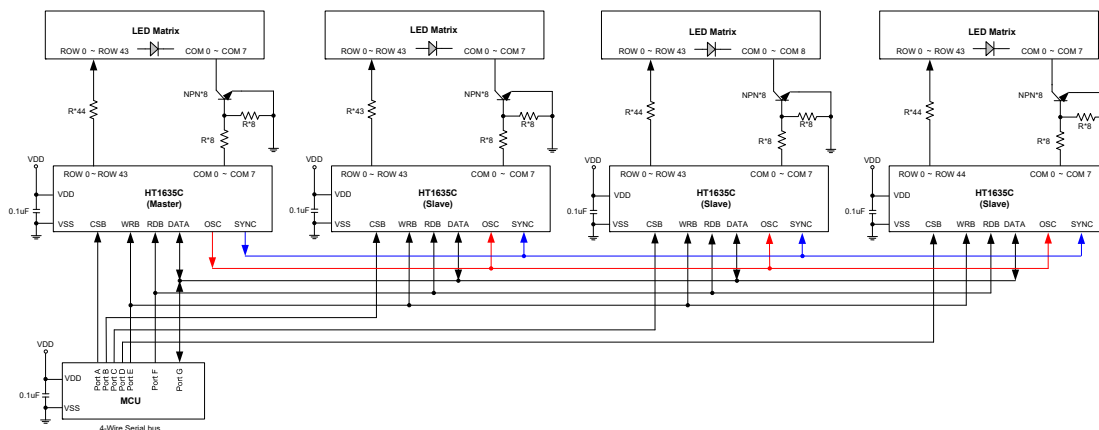 LED Matrix
ROW 0 ~ ROW 43 COM 0 ~ COM 7
LED Matrix
ROW 0 ~ ROW 43 COM 0 ~ COM 7
LED Matrix
ROW 0 ~ ROW 43 COM 0 ~ COM 8
LED Matrix
ROW 0 ~ ROW 43 COM 0 ~ COM 7
R*44
NPN*8
R*8
R*8
R*43
NPN*8
R*8
R*8
R*44
NPN*8
R*8
R*8
R*44
NPN*8
R*8
R*8
VDD
0.1uF
ROW 0 ~ ROW 43 COM 0 ~ COM 7
VDD
HT1635C
(Master)
VSS CSB WRB RDB DATA OSC SYNC
VDD
0.1uF
ROW 0 ~ ROW 43 COM 0 ~ COM 7
VDD
HT1635C
(Slave)
VSS CSB WRB RDB DATA OSC SYNC
VDD
0.1uF
ROW 0 ~ ROW 43 COM 0 ~ COM 7
VDD
HT1635C
(Slave)
VSS CSB WRB RDB DATA OSC SYNC
VDD
0.1uF
ROW 0 ~ ROW 44 COM 0 ~ COM 7
VDD
HT1635C
(Slave)
VSS CSB WRB RDB DATA OSC SYNC
VDD
0.1uF
VDD
VSS
Port A
Port B
Port C
Port D
Port E
Port F
Port G
MCU
4-Wire Serial bus